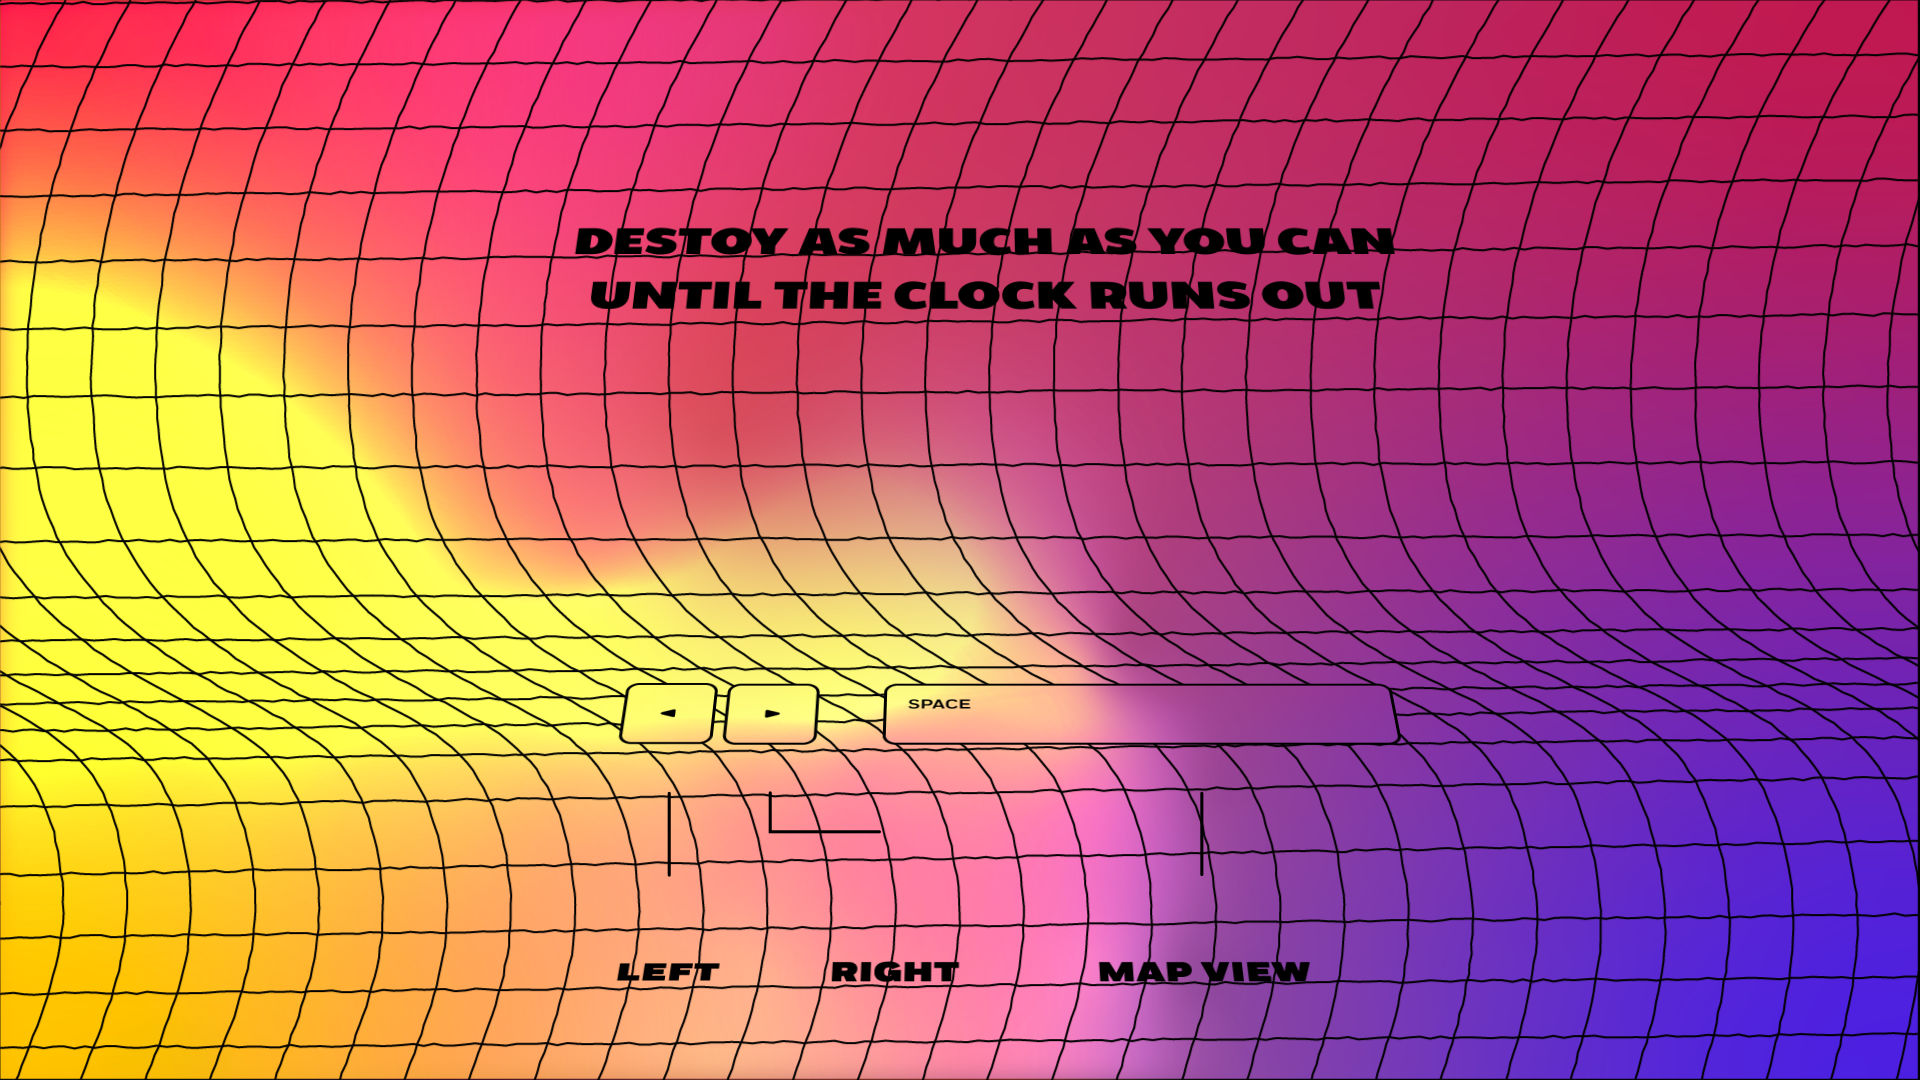 DESTOY AS MUCH AS YOU CAN
UNTIL THE CLOCK RUNS OUT
◄ ► SPACE
LEFT RIGHT MAP VIEW